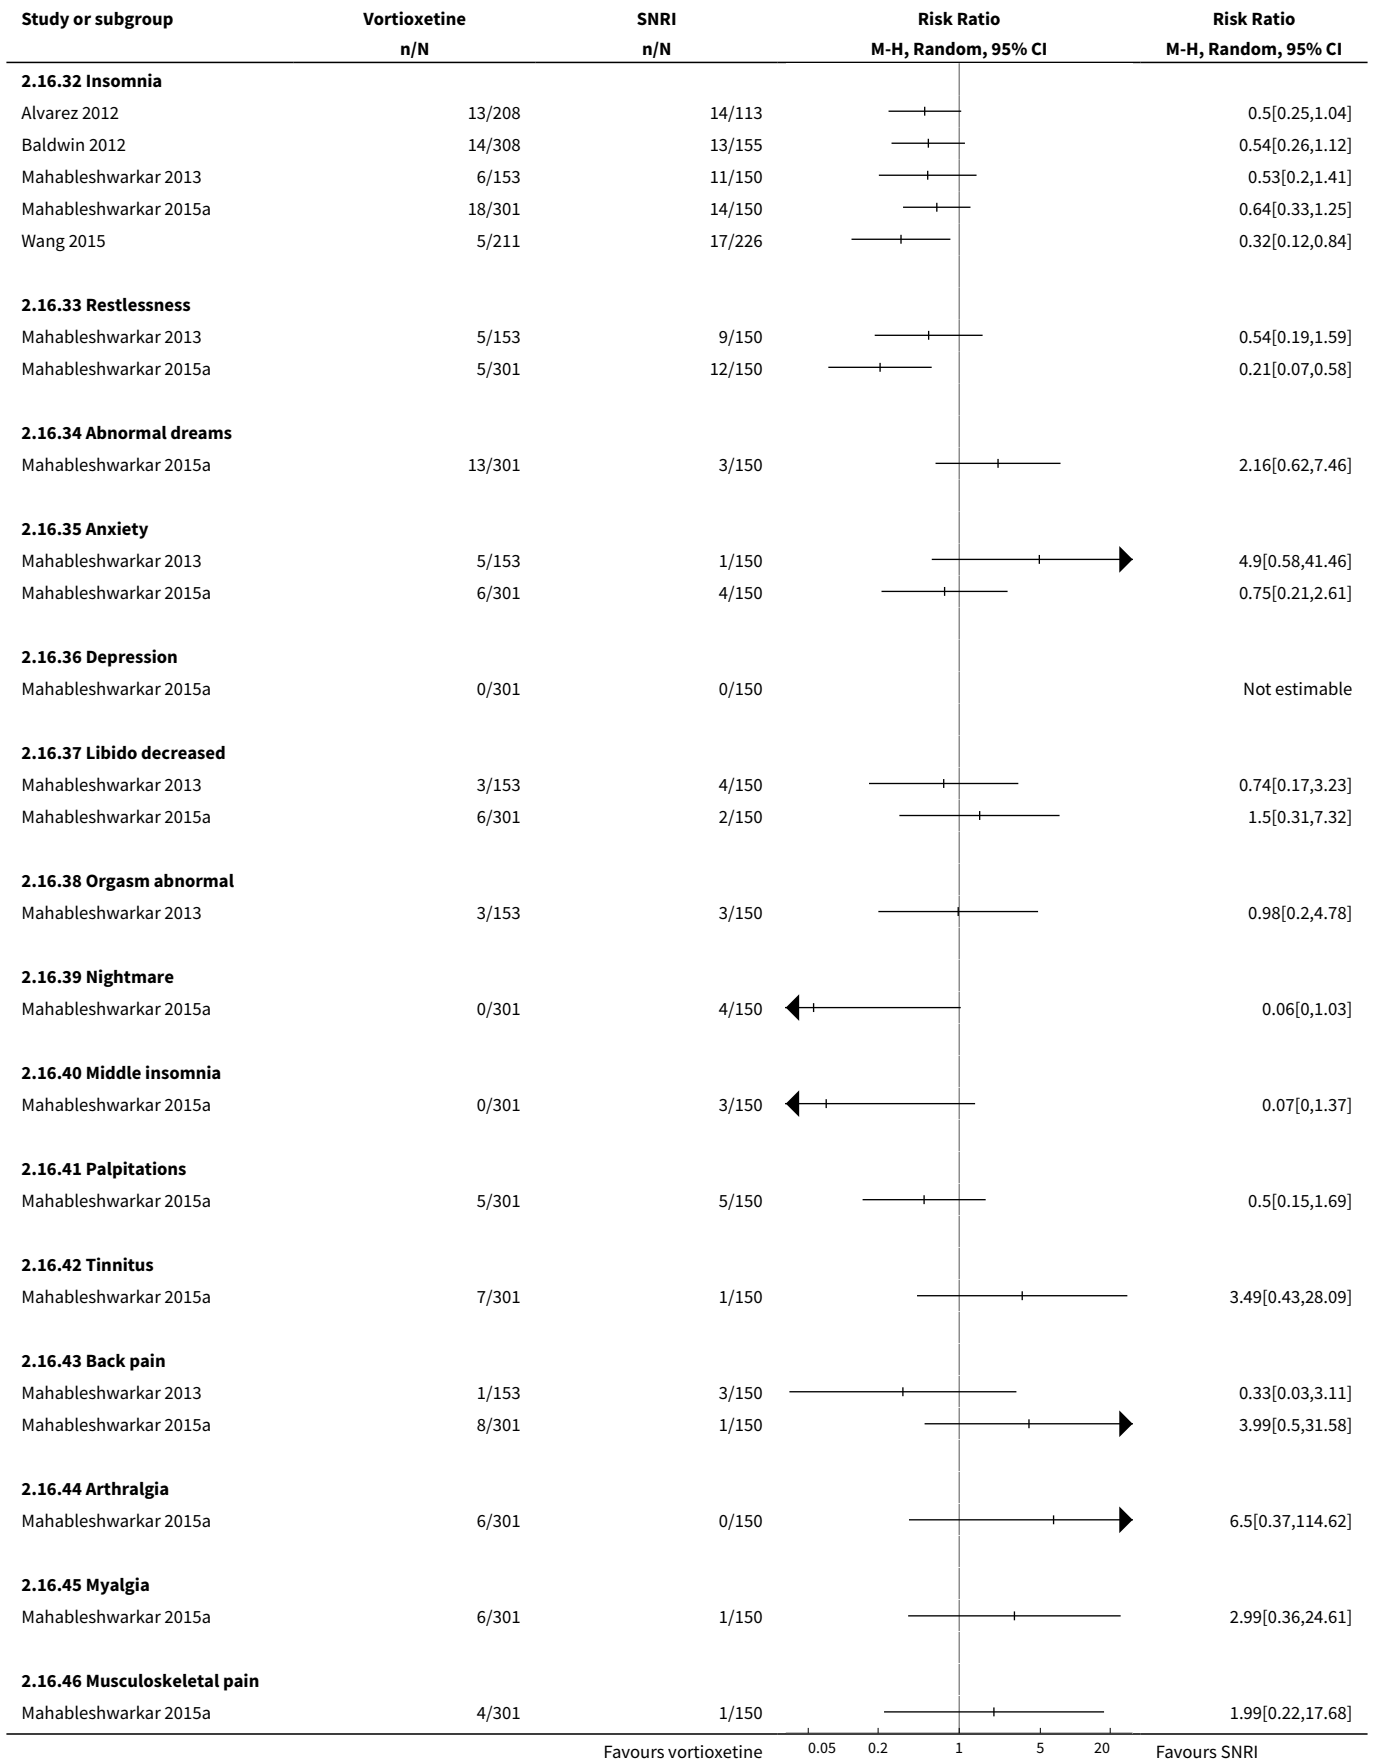 Study or subgroup Vortioxetine SNRI Risk Ratio Risk Ratio
n/N n/N M-H, Random, 95% CI M-H, Random, 95% CI
2.16.32 Insomnia
Alvarez 2012 13/208 14/113 0.5[0.25,1.04]
Baldwin 2012 14/308 13/155 0.54[0.26,1.12]
Mahableshwarkar 2013 6/153 11/150 0.53[0.2,1.41]
Mahableshwarkar 2015a 18/301 14/150 0.64[0.33,1.25]
Wang 2015 5/211 17/226 0.32[0.12,0.84]
2.16.33 Restlessness
Mahableshwarkar 2013 5/153 9/150 0.54[0.19,1.59]
Mahableshwarkar 2015a 5/301 12/150 0.21[0.07,0.58]
2.16.34 Abnormal dreams
Mahableshwarkar 2015a 13/301 3/150 2.16[0.62,7.46]
2.16.35 Anxiety
Mahableshwarkar 2013 5/153 1/150 4.9[0.58,41.46]
Mahableshwarkar 2015a 6/301 4/150 0.75[0.21,2.61]
2.16.36 Depression
Mahableshwarkar 2015a 0/301 0/150 Not estimable
2.16.37 Libido decreased
Mahableshwarkar 2013 3/153 4/150 0.74[0.17,3.23]
Mahableshwarkar 2015a 6/301 2/150 1.5[0.31,7.32]
2.16.38 Orgasm abnormal
Mahableshwarkar 2013 3/153 3/150 0.98[0.2,4.78]
2.16.39 Nightmare
Mahableshwarkar 2015a 0/301 4/150 0.06[0,1.03]
2.16.40 Middle insomnia
Mahableshwarkar 2015a 0/301 3/150 0.07[0,1.37]
2.16.41 Palpitations
Mahableshwarkar 2015a 5/301 5/150 0.5[0.15,1.69]
2.16.42 Tinnitus
Mahableshwarkar 2015a 7/301 1/150 3.49[0.43,28.09]
2.16.43 Back pain
Mahableshwarkar 2013 1/153 3/150 0.33[0.03,3.11]
Mahableshwarkar 2015a 8/301 1/150 3.99[0.5,31.58]
2.16.44 Arthralgia
Mahableshwarkar 2015a 6/301 0/150 6.5[0.37,114.62]
2.16.45 Myalgia
Mahableshwarkar 2015a 6/301 1/150 2.99[0.36,24.61]
2.16.46 Musculoskeletal pain
Mahableshwarkar 2015a 4/301 1/150 1.99[0.22,17.68]
Favours vortioxetine 0.05 0.2 1 5 20 Favours SNRI